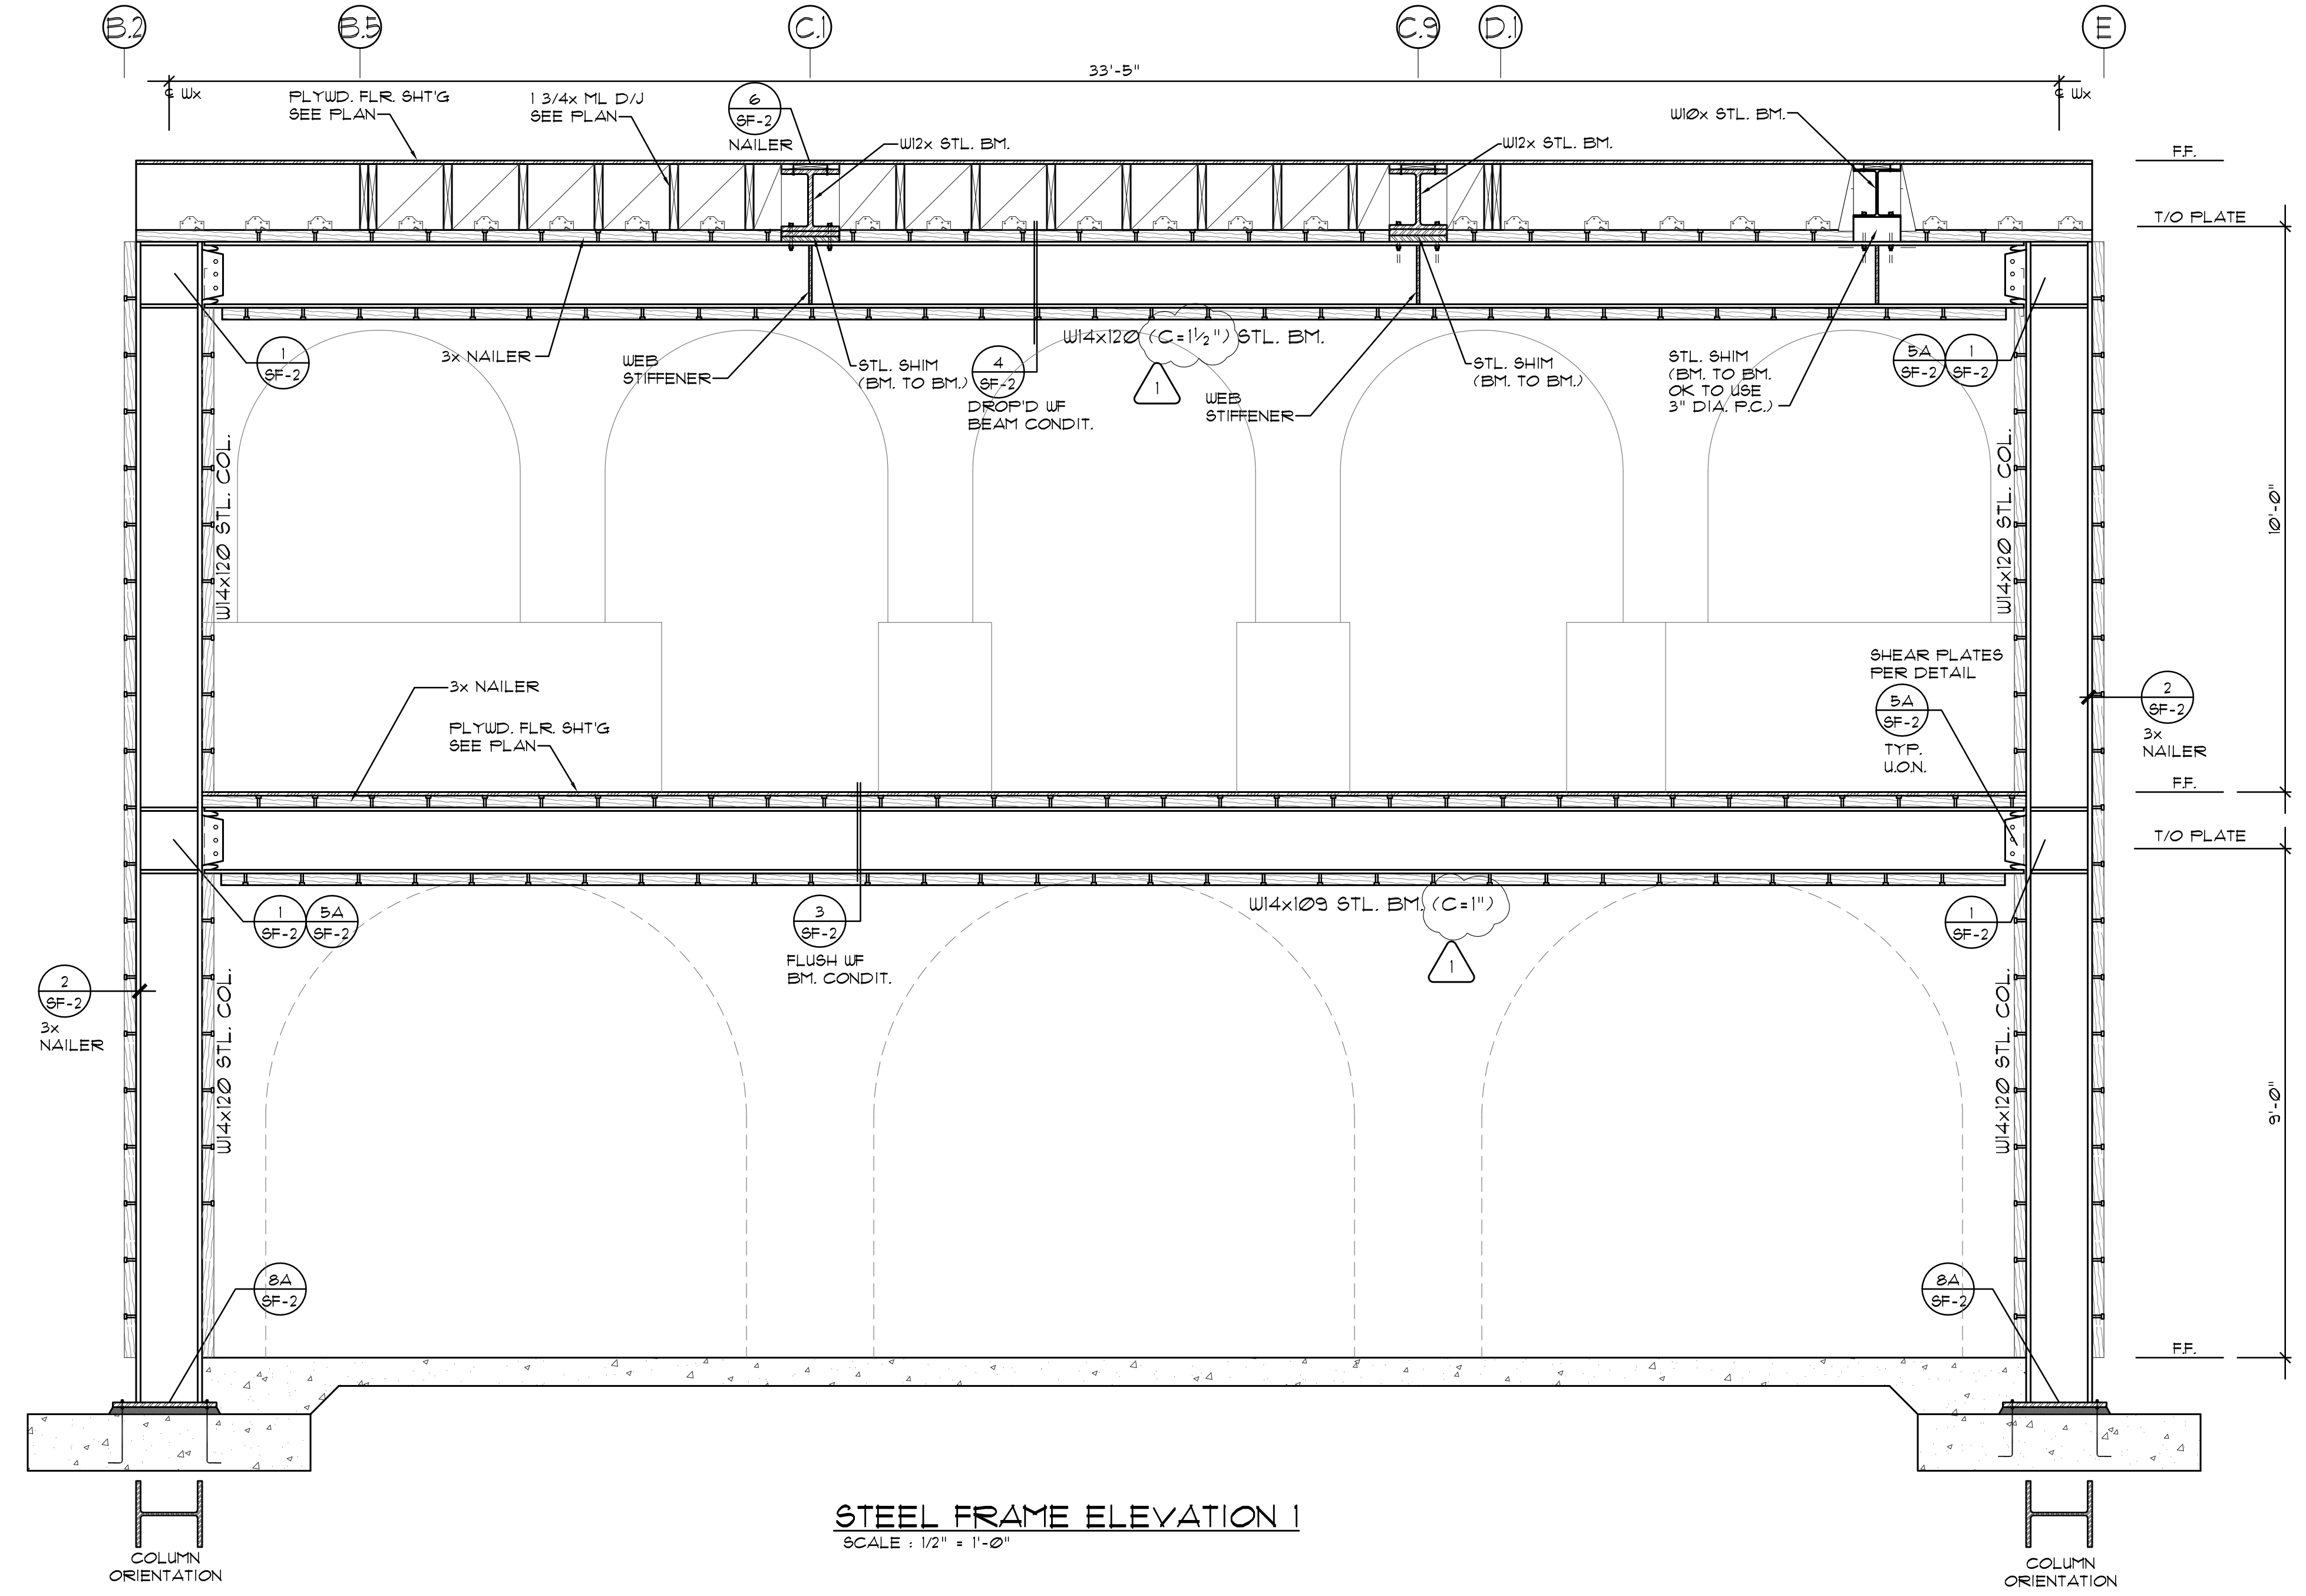 B.2
B.5
C.1
C.9
D.1
E
33'-5"
℄ Wx
℄ Wx
PLYWD. FLR. SHT'G
SEE PLAN
1 3/4x ML D/J
SEE PLAN
6
SF-2
NAILER
W12x STL. BM.
W12x STL. BM.
W10x STL. BM.
F.F.
T/O PLATE
1
SF-2
3x NAILER
WEB
STIFFENER
STL. SHIM
(BM. TO BM.)
4
SF-2
DROP'D WF
BEAM CONDIT.
W14x120 (C=1½") STL. BM.
1
WEB
STIFFENER
STL. SHIM
(BM. TO BM.)
STL. SHIM
(BM. TO BM.
OK TO USE
3" DIA. P.C.)
5A
SF-2
1
SF-2
W14x120 STL. COL.
W14x120 STL. COL.
10'-0"
3x NAILER
PLYWD. FLR. SHT'G
SEE PLAN
SHEAR PLATES
PER DETAIL
5A
SF-2
TYP.
U.O.N.
2
SF-2
3x
NAILER
F.F.
T/O PLATE
1
SF-2
5A
SF-2
3
SF-2
FLUSH WF
BM. CONDIT.
W14x109 STL. BM. (C=1")
1
1
SF-2
2
SF-2
3x
NAILER
W14x120 STL. COL.
W14x120 STL. COL.
9'-0"
8A
SF-2
8A
SF-2
F.F.
STEEL FRAME ELEVATION 1
SCALE : 1/2" = 1'-0"
COLUMN
ORIENTATION
COLUMN
ORIENTATION